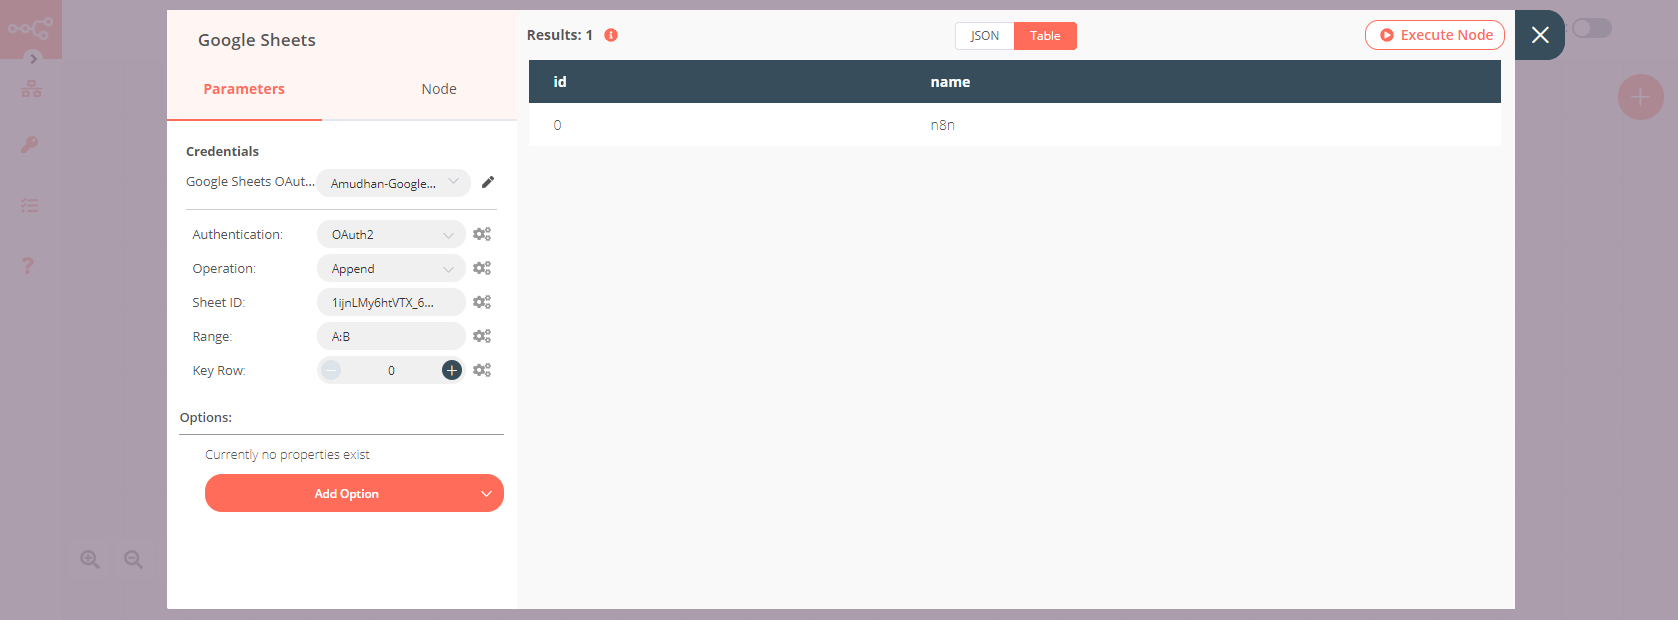 Google Sheets
Parameters
Node
Credentials
Google Sheets OAut...
Amudhan-Google...
Authentication:
OAuth2
Operation:
Append
Sheet ID:
1ijnLMy6htVTX_6...
Range:
A:B
Key Row:
0
Options:
Currently no properties exist
Add Option
Results: 1
JSON
Table
Execute Node
id
name
0
n8n